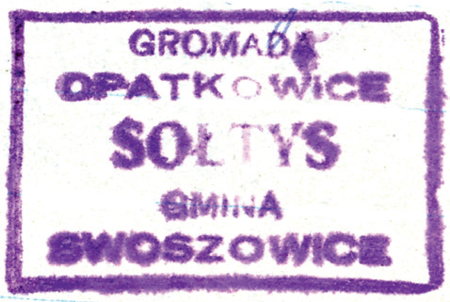 GROMADA
OPATKOWICE
SOŁTYS
GMINA
SWOSZOWICE